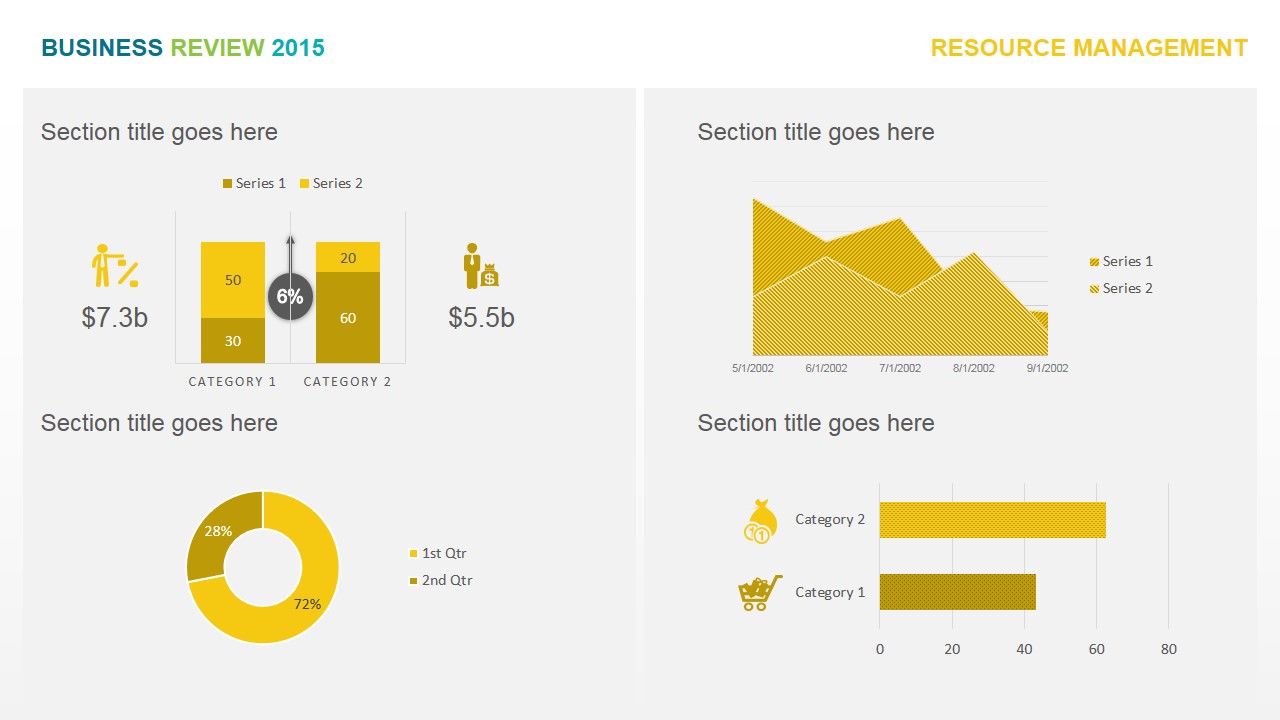 BUSINESS REVIEW 2015
RESOURCE MANAGEMENT
Section title goes here
Series 1 Series 2
$7.3b
50
30
6%
20
60
$5.5b
CATEGORY 1 CATEGORY 2
Section title goes here
Series 1
Series 2
5/1/2002 6/1/2002 7/1/2002 8/1/2002 9/1/2002
Section title goes here
28%
72%
1st Qtr
2nd Qtr
Section title goes here
1 1
Category 2
Category 1
0 20 40 60 80